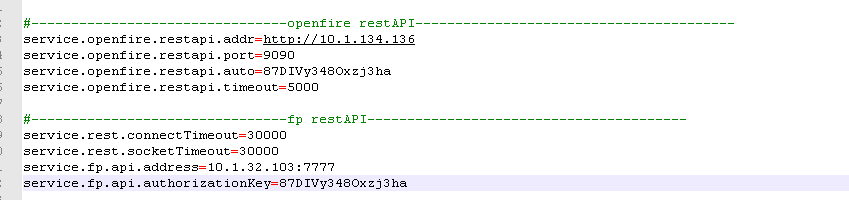 #--------------------------------openfire restAPI----------------------------------------
service.openfire.restapi.addr=http://10.1.134.136
service.openfire.restapi.port=9090
service.openfire.restapi.auto=87DIVy348Oxzj3ha
service.openfire.restapi.timeout=5000
#--------------------------------fp restAPI----------------------------------------
service.rest.connectTimeout=30000
service.rest.socketTimeout=30000
service.fp.api.address=10.1.32.103:7777
service.fp.api.authorizationKey=87DIVy348Oxzj3ha